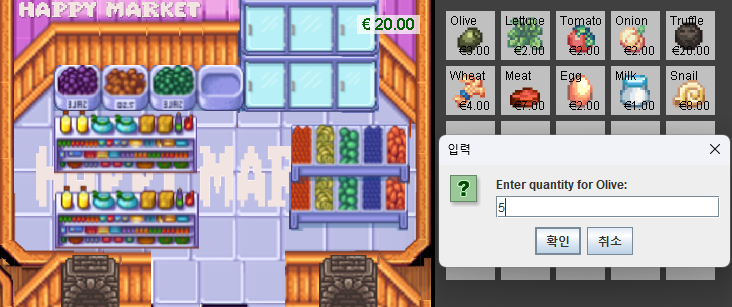 HAPPY MARKET
€ 20.00
Olive Lettuce Tomato Onion Truffle
€3.00 €2.00 €2.00 €2.00 €20.00
Wheat Meat Egg Milk Snail
€4.00 €7.00 €2.00 €1.00 €8.00
입력
Enter quantity for Olive:
5
확인 취소